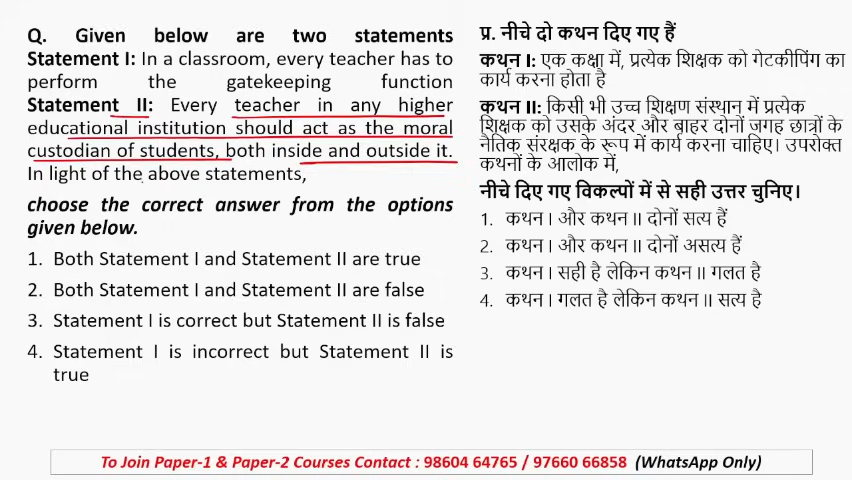 Q. Given below are two statements
Statement I: In a classroom, every teacher has to
perform the gatekeeping function
Statement II: Every teacher in any higher
educational institution should act as the moral
custodian of students, both inside and outside it.
In light of the above statements,
choose the correct answer from the options
given below.
1. Both Statement I and Statement II are true
2. Both Statement I and Statement II are false
3. Statement I is correct but Statement II is false
4. Statement I is incorrect but Statement II is
true
प्र. नीचे दो कथन दिए गए हैं
कथन I: एक कक्षा में, प्रत्येक शिक्षक को गेटकीपिंग का
कार्य करना होता है
कथन II: किसी भी उच्च शिक्षण संस्थान में प्रत्येक
शिक्षक को उसके अंदर और बाहर दोनों जगह छात्रों के
नैतिक संरक्षक के रूप में कार्य करना चाहिए। उपरोक्त
कथनों के आलोक में,
नीचे दिए गए विकल्पों में से सही उत्तर चुनिए।
1. कथन I और कथन II दोनों सत्य हैं
2. कथन I और कथन II दोनों असत्य हैं
3. कथन I सही है लेकिन कथन II गलत है
4. कथन I गलत है लेकिन कथन II सत्य है
To Join Paper-1 & Paper-2 Courses Contact : 98604 64765 / 97660 66858 (WhatsApp Only)